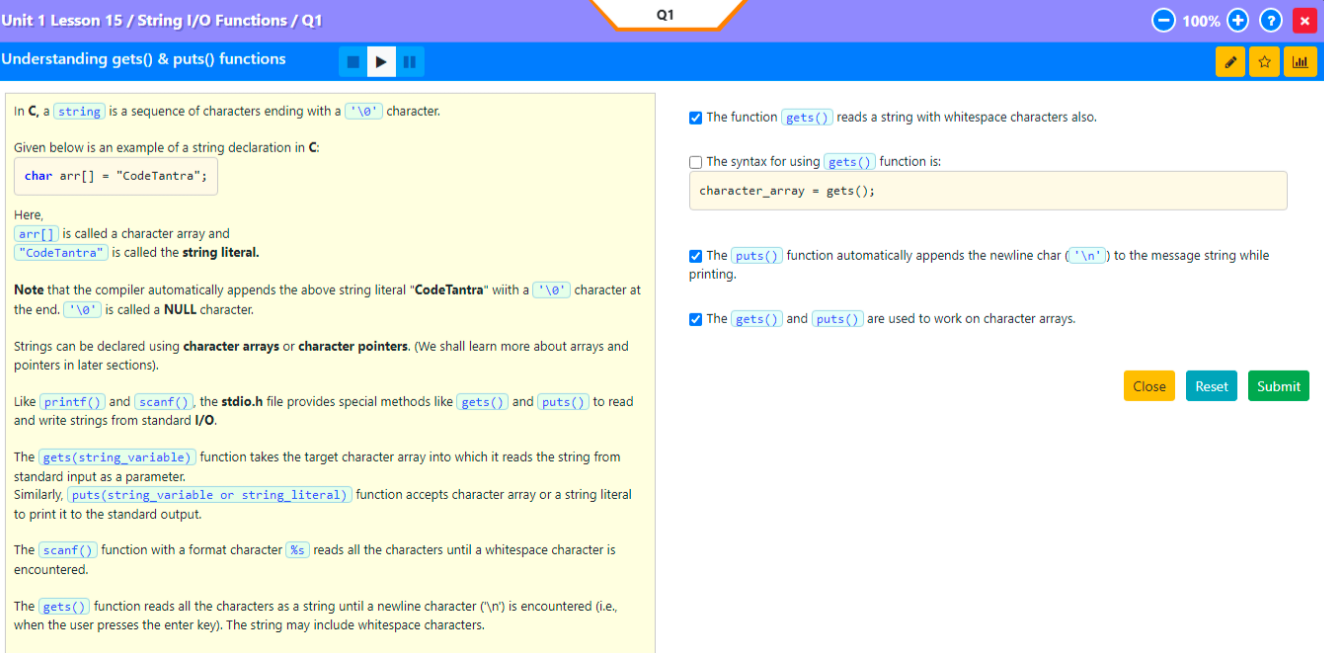 Unit 1 Lesson 15 / String I/O Functions / Q1
Q1
100%
Understanding gets() & puts() functions
In C, a string is a sequence of characters ending with a '\0' character.
Given below is an example of a string declaration in C:
char arr[] = "CodeTantra";
Here,
arr[] is called a character array and
"CodeTantra" is called the string literal.
Note that the compiler automatically appends the above string literal "CodeTantra" wiith a '\0' character at
the end. '\0' is called a NULL character.
Strings can be declared using character arrays or character pointers. (We shall learn more about arrays and
pointers in later sections).
Like printf() and scanf(), the stdio.h file provides special methods like gets() and puts() to read
and write strings from standard I/O.
The gets(string_variable) function takes the target character array into which it reads the string from
standard input as a parameter.
Similarly, puts(string_variable or string_literal) function accepts character array or a string literal
to print it to the standard output.
The scanf() function with a format character %s reads all the characters until a whitespace character is
encountered.
The gets() function reads all the characters as a string until a newline character ('\n') is encountered (i.e.,
when the user presses the enter key). The string may include whitespace characters.
The function gets() reads a string with whitespace characters also.
The syntax for using gets() function is:
character_array = gets();
The puts() function automatically appends the newline char ('\n') to the message string while
printing.
The gets() and puts() are used to work on character arrays.
Close Reset Submit